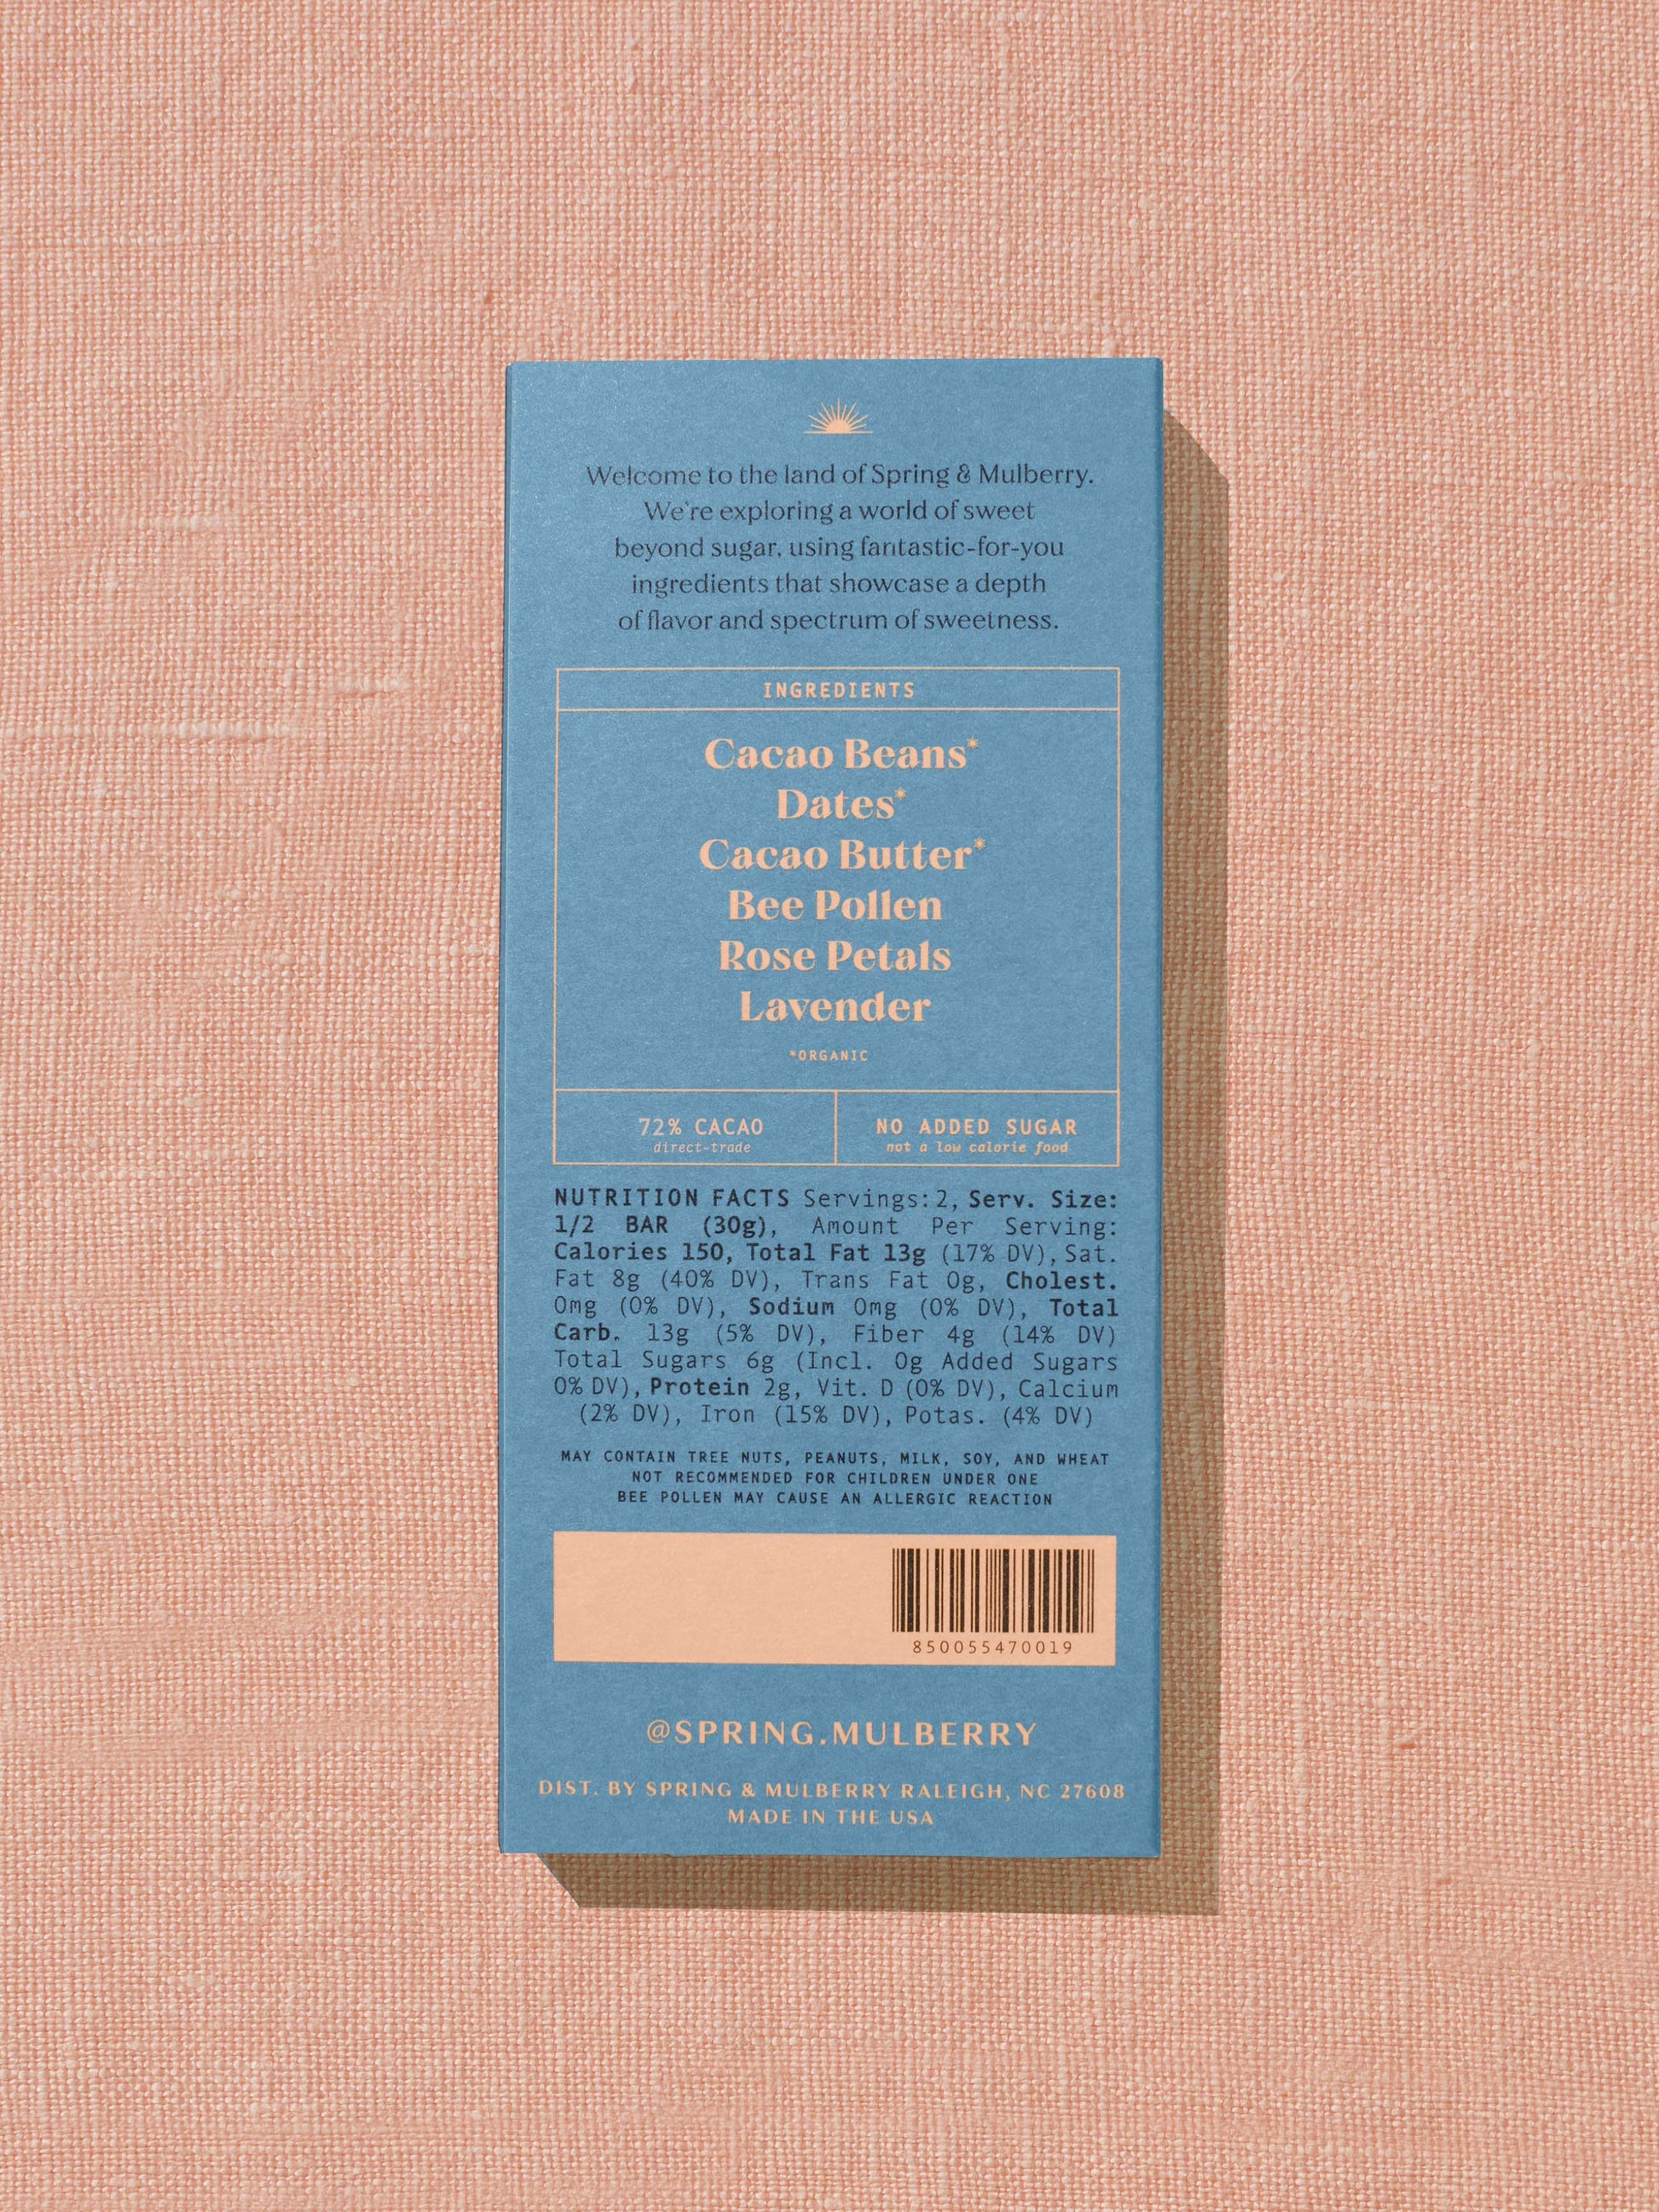 Welcome to the land of Spring & Mulberry.
We're exploring a world of sweet
beyond sugar, using fantastic-for-you
ingredients that showcase a depth
of flavor and spectrum of sweetness.
INGREDIENTS
Cacao Beans*
Dates*
Cacao Butter*
Bee Pollen
Rose Petals
Lavender
*ORGANIC
72% CACAO
direct-trade
NO ADDED SUGAR
not a low calorie food
NUTRITION FACTS Servings: 2, Serv. Size:
1/2 BAR (30g), Amount Per Serving:
Calories 150, Total Fat 13g (17% DV), Sat.
Fat 8g (40% DV), Trans Fat 0g, Cholest.
0mg (0% DV), Sodium 0mg (0% DV), Total
Carb. 13g (5% DV), Fiber 4g (14% DV)
Total Sugars 6g (Incl. 0g Added Sugars
0% DV), Protein 2g, Vit. D (0% DV), Calcium
(2% DV), Iron (15% DV), Potas. (4% DV)
MAY CONTAIN TREE NUTS, PEANUTS, MILK, SOY, AND WHEAT
NOT RECOMMENDED FOR CHILDREN UNDER ONE
BEE POLLEN MAY CAUSE AN ALLERGIC REACTION
850055470019
@SPRING.MULBERRY
DIST. BY SPRING & MULBERRY RALEIGH, NC 27608
MADE IN THE USA